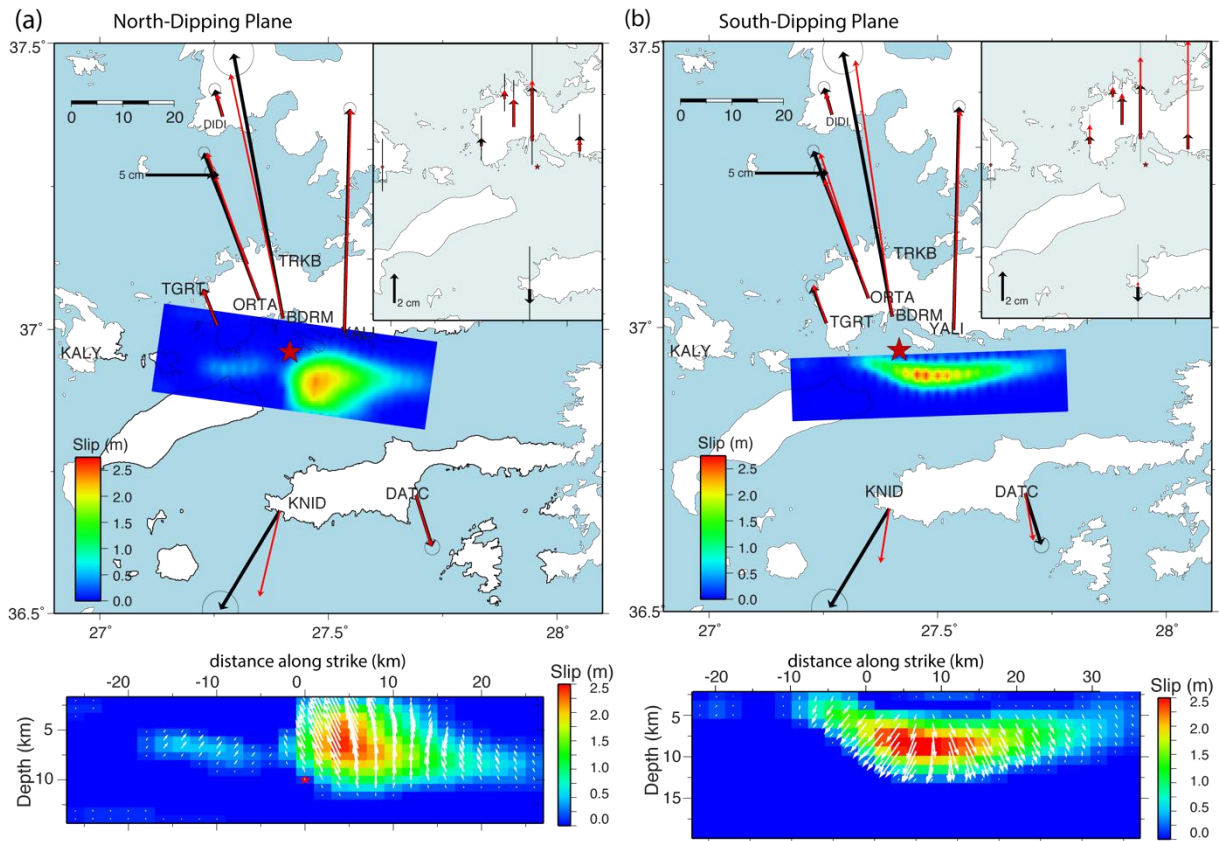 (a) North-Dipping Plane
37.5˚
0 10 20
DIDI
5 cm
TRKB
TGRT
ORTA
BDRM
YALI
37˚
KALY
2 cm
Slip (m)
2.5
2.0
1.5
1.0
0.5
0.0
KNID
DATC
36.5˚
27˚ 27.5˚ 28˚
distance along strike (km)
-20 -10 0 10 20
Depth (km)
5
10
Slip (m)
2.5
2.0
1.5
1.0
0.5
0.0
(b) South-Dipping Plane
37.5˚
0 10 20
DIDI
5 cm
TRKB
ORTA
TGRT
BDRM
YALI
37˚
KALY
2 cm
Slip (m)
2.5
2.0
1.5
1.0
0.5
0.0
KNID
DATC
36.5˚
27˚ 27.5˚ 28˚
distance along strike (km)
-20 -10 0 10 20 30
Depth (km)
5
10
15
Slip (m)
2.5
2.0
1.5
1.0
0.5
0.0